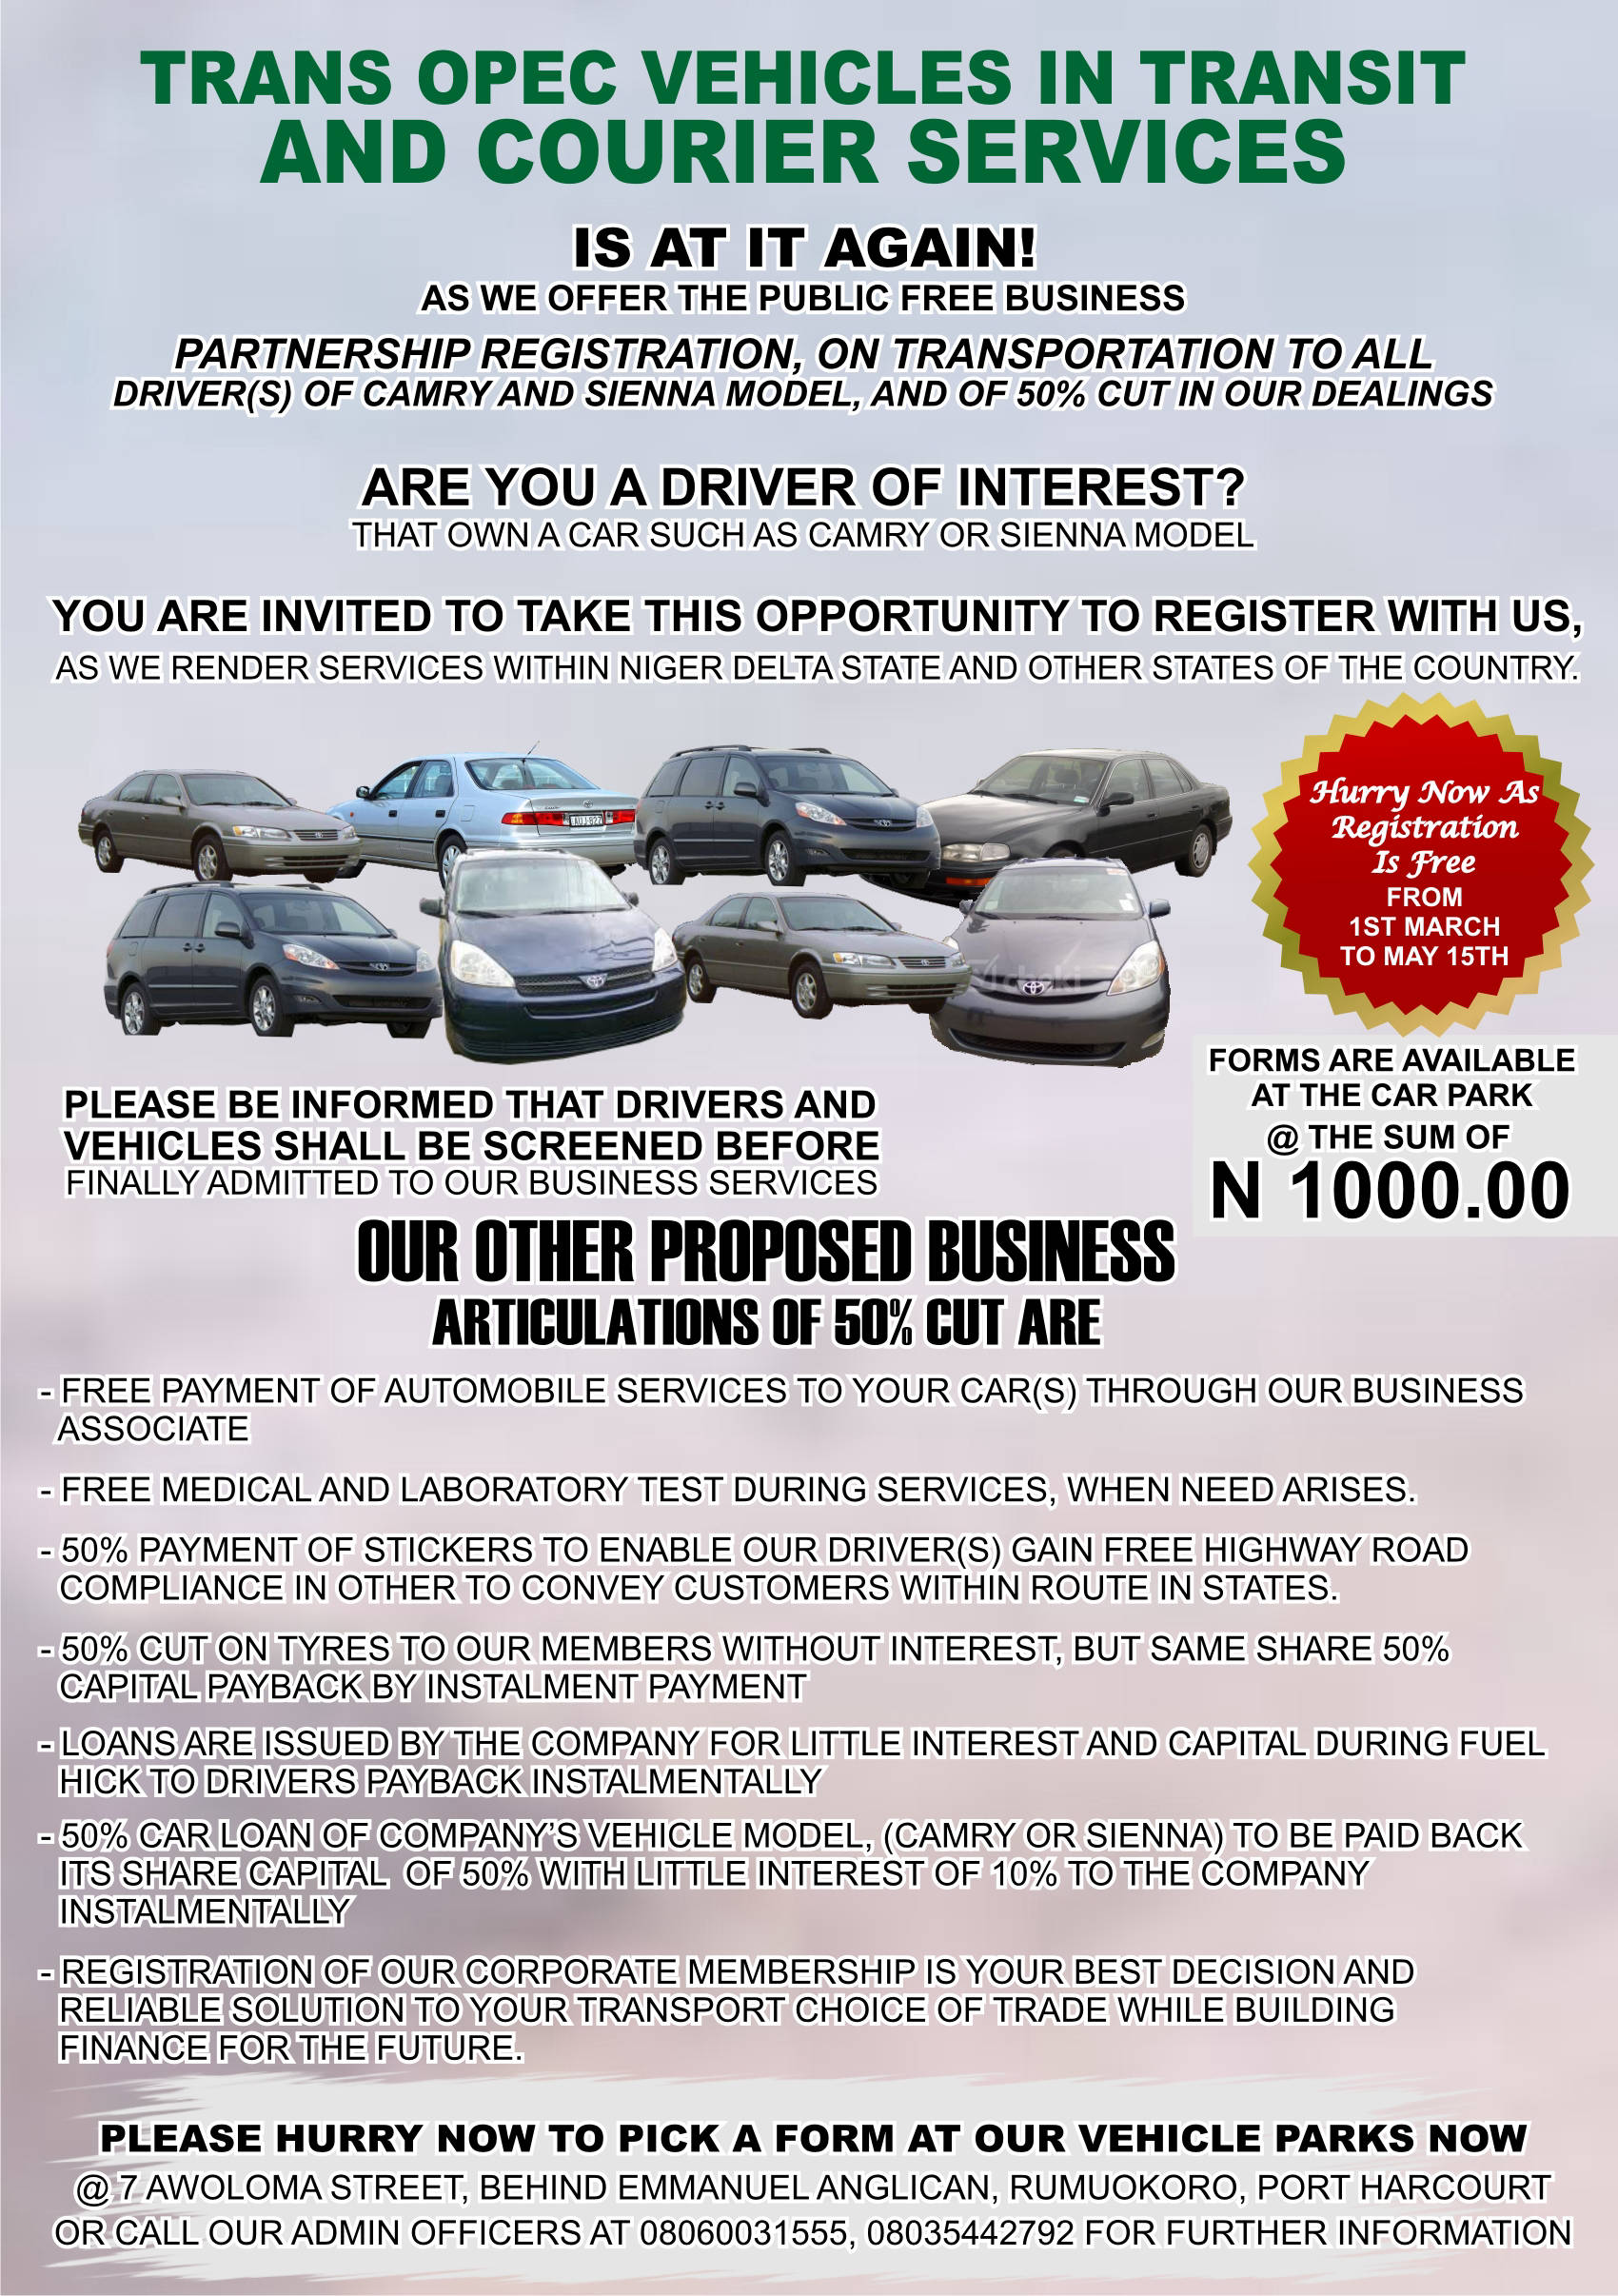 TRANS OPEC VEHICLES IN TRANSIT
AND COURIER SERVICES
IS AT IT AGAIN!
AS WE OFFER THE PUBLIC FREE BUSINESS
PARTNERSHIP REGISTRATION, ON TRANSPORTATION TO ALL
DRIVER(S) OF CAMRY AND SIENNA MODEL, AND OF 50% CUT IN OUR DEALINGS
ARE YOU A DRIVER OF INTEREST?
THAT OWN A CAR SUCH AS CAMRY OR SIENNA MODEL
YOU ARE INVITED TO TAKE THIS OPPORTUNITY TO REGISTER WITH US,
AS WE RENDER SERVICES WITHIN NIGER DELTA STATE AND OTHER STATES OF THE COUNTRY.
Hurry Now As
Registration
Is Free
FROM
1ST MARCH
TO MAY 15TH
FORMS ARE AVAILABLE
AT THE CAR PARK
@ THE SUM OF
N 1000.00
PLEASE BE INFORMED THAT DRIVERS AND
VEHICLES SHALL BE SCREENED BEFORE
FINALLY ADMITTED TO OUR BUSINESS SERVICES
OUR OTHER PROPOSED BUSINESS
ARTICULATIONS OF 50% CUT ARE
- FREE PAYMENT OF AUTOMOBILE SERVICES TO YOUR CAR(S) THROUGH OUR BUSINESS
ASSOCIATE
- FREE MEDICAL AND LABORATORY TEST DURING SERVICES, WHEN NEED ARISES.
- 50% PAYMENT OF STICKERS TO ENABLE OUR DRIVER(S) GAIN FREE HIGHWAY ROAD
COMPLIANCE IN OTHER TO CONVEY CUSTOMERS WITHIN ROUTE IN STATES.
- 50% CUT ON TYRES TO OUR MEMBERS WITHOUT INTEREST, BUT SAME SHARE 50%
CAPITAL PAYBACK BY INSTALMENT PAYMENT
- LOANS ARE ISSUED BY THE COMPANY FOR LITTLE INTEREST AND CAPITAL DURING FUEL
HICK TO DRIVERS PAYBACK INSTALMENTALLY
- 50% CAR LOAN OF COMPANY'S VEHICLE MODEL, (CAMRY OR SIENNA) TO BE PAID BACK
ITS SHARE CAPITAL OF 50% WITH LITTLE INTEREST OF 10% TO THE COMPANY
INSTALMENTALLY
- REGISTRATION OF OUR CORPORATE MEMBERSHIP IS YOUR BEST DECISION AND
RELIABLE SOLUTION TO YOUR TRANSPORT CHOICE OF TRADE WHILE BUILDING
FINANCE FOR THE FUTURE.
PLEASE HURRY NOW TO PICK A FORM AT OUR VEHICLE PARKS NOW
@ 7 AWOLOMA STREET, BEHIND EMMANUEL ANGLICAN, RUMUOKORO, PORT HARCOURT
OR CALL OUR ADMIN OFFICERS AT 08060031555, 08035442792 FOR FURTHER INFORMATION